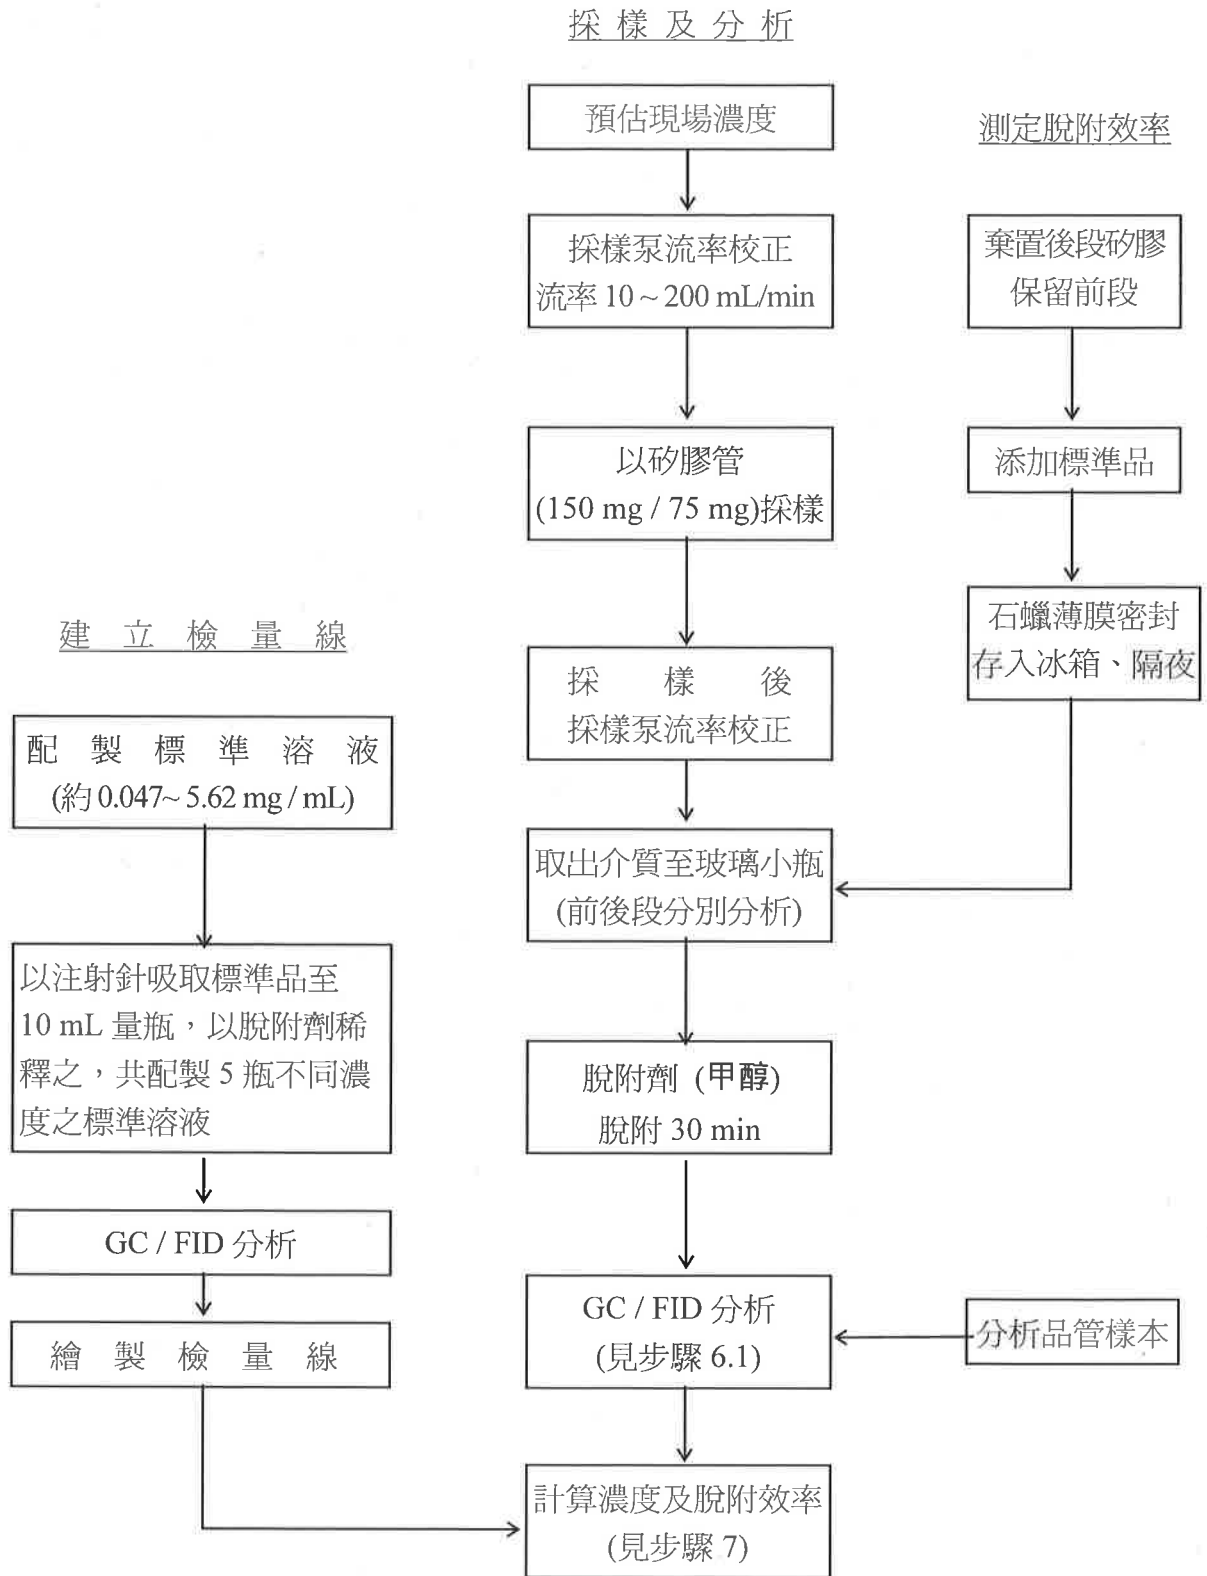 採樣及分析
預估現場濃度
採樣泵流率校正
流率 10 ~ 200 mL/min
以矽膠管
(150 mg / 75 mg)採樣
採樣後
採樣泵流率校正
取出介質至玻璃小瓶
(前後段分別分析)
脫附劑 (甲醇)
脫附 30 min
GC / FID 分析
(見步驟 6.1)
計算濃度及脫附效率
(見步驟 7)
測定脫附效率
棄置後段矽膠
保留前段
添加標準品
石蠟薄膜密封
存入冰箱、隔夜
分析品管樣本
建立檢量線
配製標準溶液
(約 0.047~ 5.62 mg / mL)
以注射針吸取標準品至
10 mL 量瓶，以脫附劑稀
釋之，共配製 5 瓶不同濃
度之標準溶液
GC / FID 分析
繪製檢量線